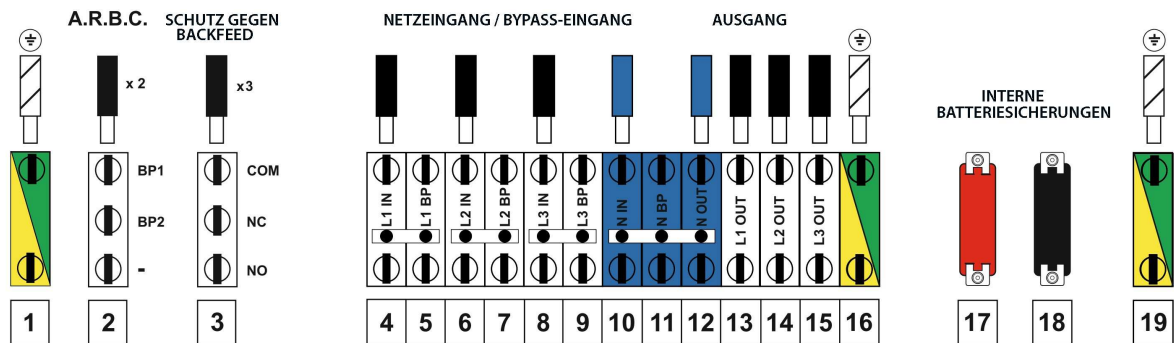 A.R.B.C.
SCHUTZ GEGEN
BACKFEED
NETZEINGANG / BYPASS-EINGANG
AUSGANG
x 2
x3
INTERNE
BATTERIESICHERUNGEN
BP1
BP2
-
COM
NC
NO
L1 IN
L1 BP
L2 IN
L2 BP
L3 IN
L3 BP
N IN
N BP
N OUT
L1 OUT
L2 OUT
L3 OUT
1 2 3 4 5 6 7 8 9 10 11 12 13 14 15 16 17 18 19